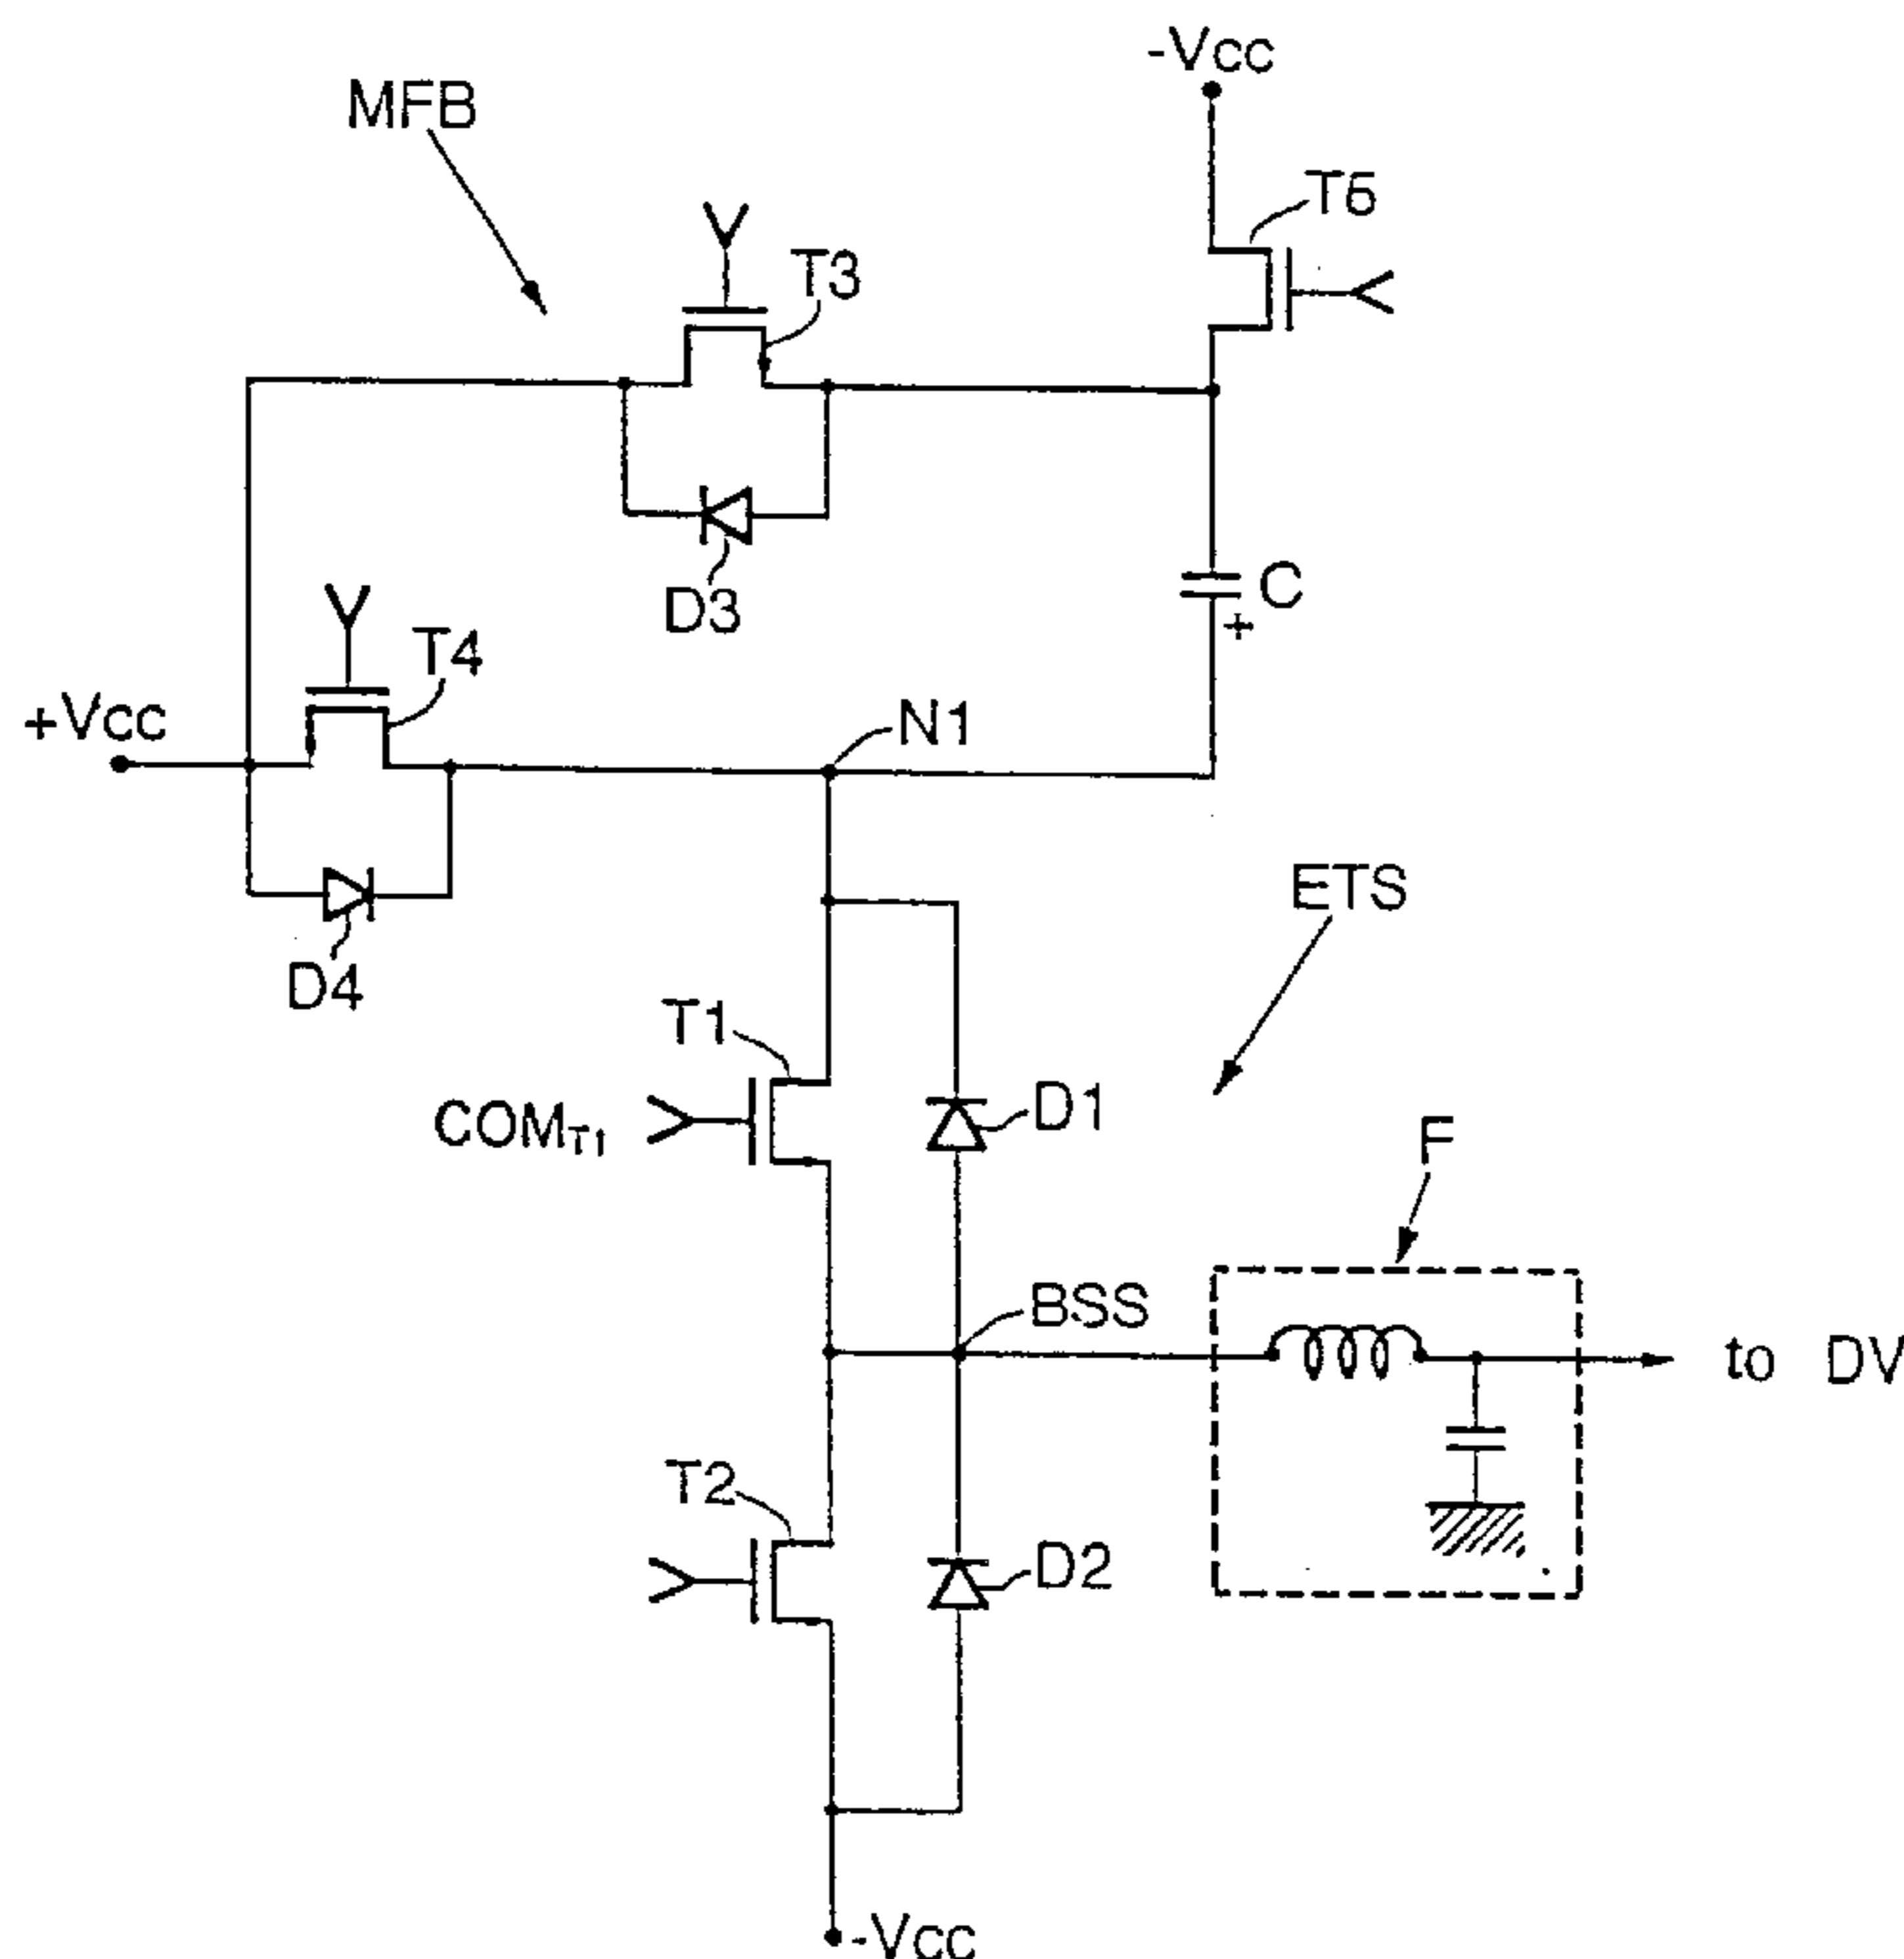 -Vcc
MFB
T5
T3
D3
T4
C
+
+Vcc
N1
ETS
D4
T1
D1
COMT1
F
BSS
to DV
T2
D2
-Vcc